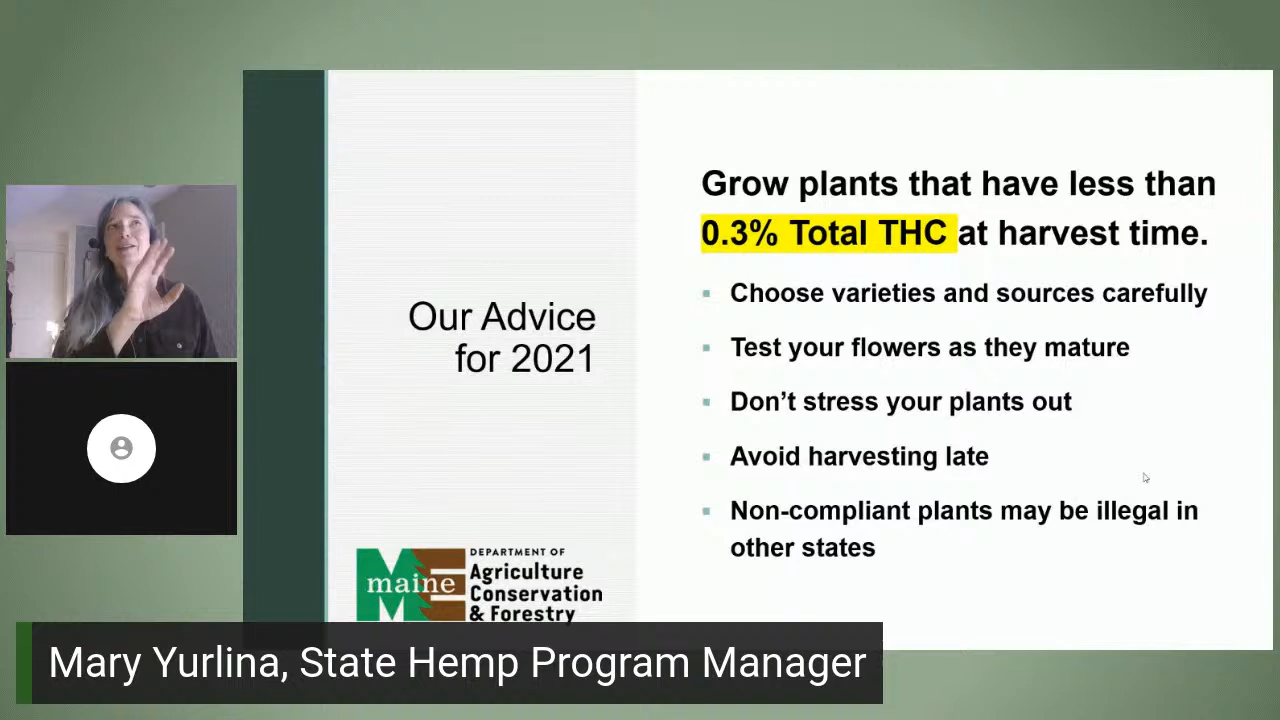 Grow plants that have less than
0.3% Total THC at harvest time.
Choose varieties and sources carefully
Our Advice
for 2021
Test your flowers as they mature
Don’t stress your plants out
Avoid harvesting late
Non-compliant plants may be illegal in
other states
maine
DEPARTMENT OF
Agriculture
Conservation
& Forestry
Mary Yurlina, State Hemp Program Manager